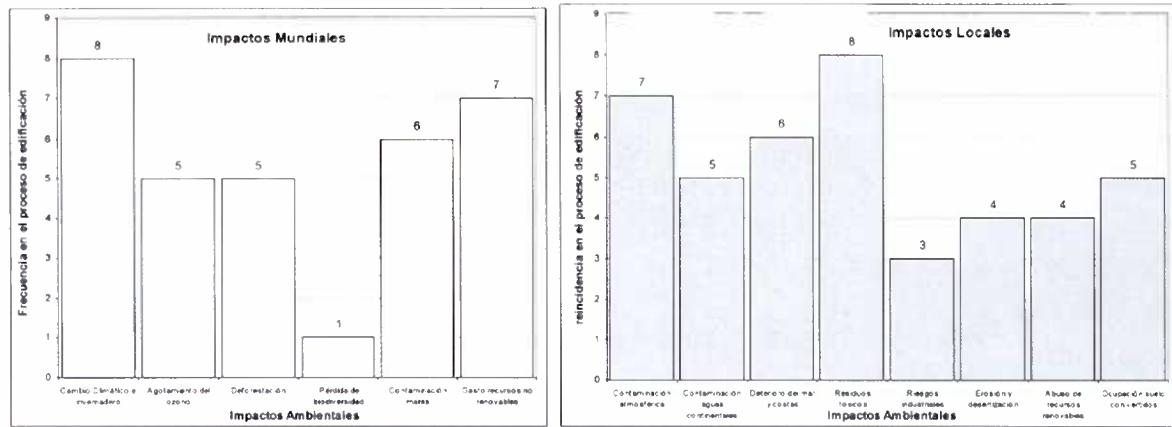 Impactos Mundiales
Frecuencia en el proceso de edificación
9
8
7
6
5
4
3
2
1
0
8
5
5
1
6
7
Cambio Climático e
invernadero
Agotamiento del
ozono
Deforestación
Pérdida de
biodiversidad
Contaminación
mares
Gasto recursos no
renovables
Impactos Ambientales
Impactos Locales
reincidencia en el proceso de edificación
9
8
7
6
5
4
3
2
1
0
7
5
6
8
3
4
4
5
Contaminación
atmosférica
Contaminación
aguas
continentales
Deterioro del mar
y costas
Residuos
tóxicos
Riesgos
industriales
Erosión y
desertización
Abuso de
recursos
renovables
Ocupación suelo
con vertidos
Impactos Ambientales